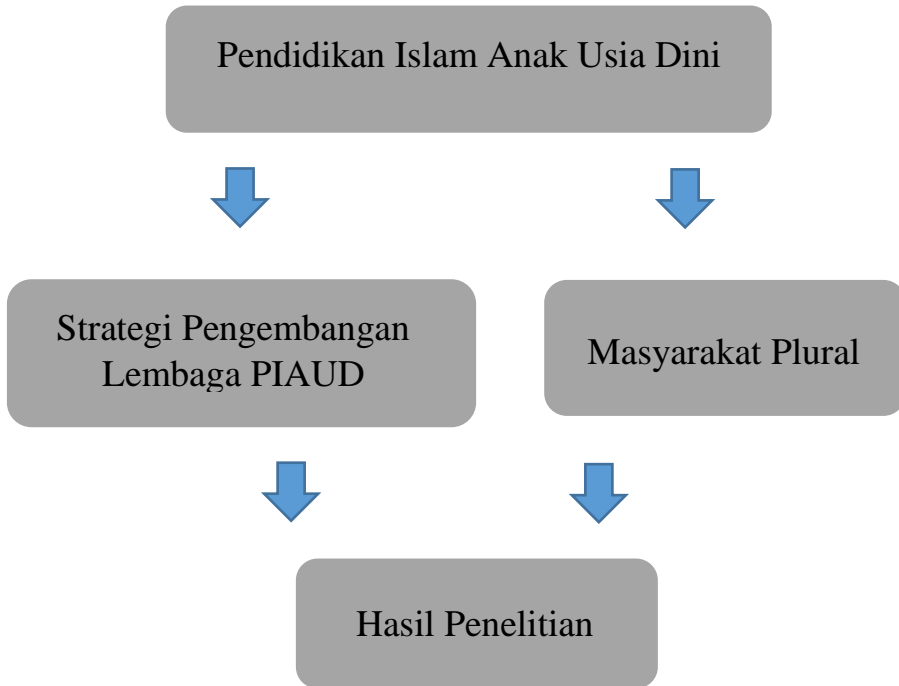 Pendidikan Islam Anak Usia Dini
Strategi Pengembangan
Lembaga PIAUD
Masyarakat Plural
Hasil Penelitian